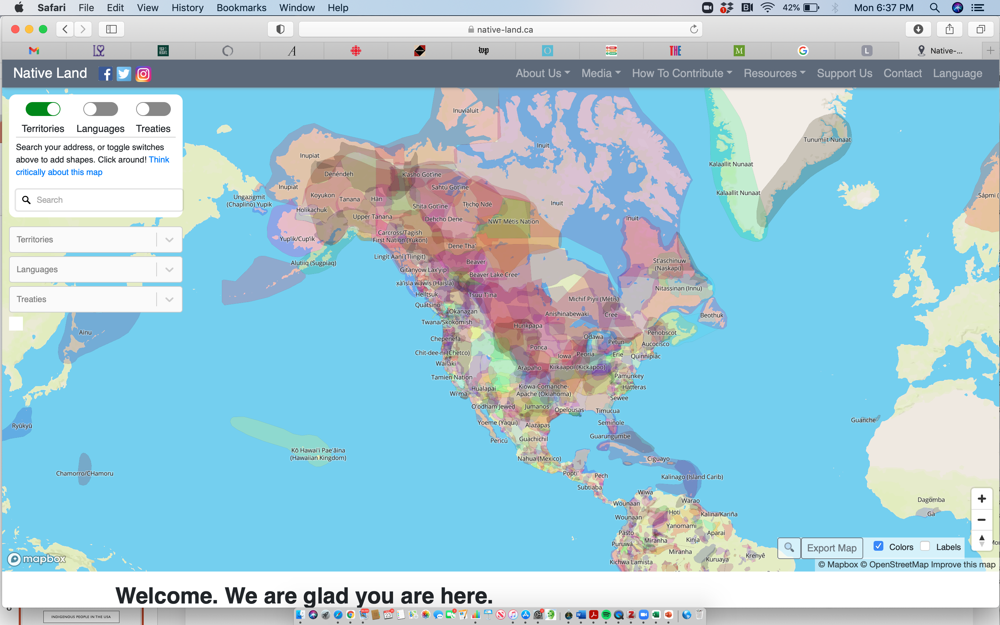 Safari File Edit View History Bookmarks Window Help 42% Mon 6:37 PM
native-land.ca
A wp O THE M G L Native-...
Native Land About Us Media How To Contribute Resources Support Us Contact Language
Territories Languages Treaties
Search your address, or toggle switches
above to add shapes. Click around! Think
critically about this map
Search
Territories
Languages
Treaties
Inuvialuit
Inuit
Tunumiit Nunaat
Inupiat
Kalaallit Nunaat
Dënéndeh
K'asho Got'ine
Inupiat
Sahtú Got'ine
Kalaallit Nunaat
Sápmi (
Ungazigmit
(Chaplino) Yupik
Koyukon
Tanana
Hän
Shita Got'ine
Tłı̨chǫ Ndè
Inuit
Holikachuk
Upper Tanana
Dehcho Dene
NWT Métis Nation
Inuit
Carcross/Tagish
First Nation (Yukon)
Yup'ik/Cup'ik
Dene Tha'
Lingít Aaní (Tlingit)
Alutiiq (Sugpiaq)
Beaver
St'aschinuw
(Naskapi)
Gitanyow Lax'yip
Beaver Lake Cree
x̣à'isla w̓áwís (Haisla)
Nitassinan (Innu)
Heiltsuk
Tsuu T'ina
Michif Piyii (Métis)
Quatsino
Okanagan
Anishinabewaki
Cree
Beothuk
Twana/Skokomish
Hunkpapa
Ainu
Penobscot
Chepenefa
Odawa
Petun
Aucocisco
Ponca
Chit-dee-ni (Chetco)
Iowa
Peoria
Erie
Quinnipiac
Wailaki
Arapaho
Kiikaapoi (Kickapoo)
Tamien Nation
Pamunkey
Hualapai
Kiowa-Comanche-
Apache (Oklahoma)
Hatteras
Wi'ma
Sewee
O'odham Jeweḍ
Jumanos
Opelousas
Timucua
Guanche
Ryūkyū
Yoeme (Yaqui)
Alazapas
Seminole
Pericú
Guachichil
Guarungumbe
Kō Hawai'i Pae'āina
(Hawaiian Kingdom)
Nahua (Mexico)
Ciguayo
Chamorro/CHamoru
Popti'
Pech
Kalinago (Island Carib)
Subtiaba
Wiwa
Wounaan
Warao
Dagomba
Wounaan
Hoti
Kalina/Kariña
Ga
Yanomami
Pasto
Aparai
Puruwá
Miranha
Kinja
Miranha
Krenyê
Kichwa Lamista
Kuruaya
Export Map Colors Labels
mapbox
© Mapbox © OpenStreetMap Improve this map
Welcome. We are glad you are here.
INDIGENOUS PEOPLE IN THE USA